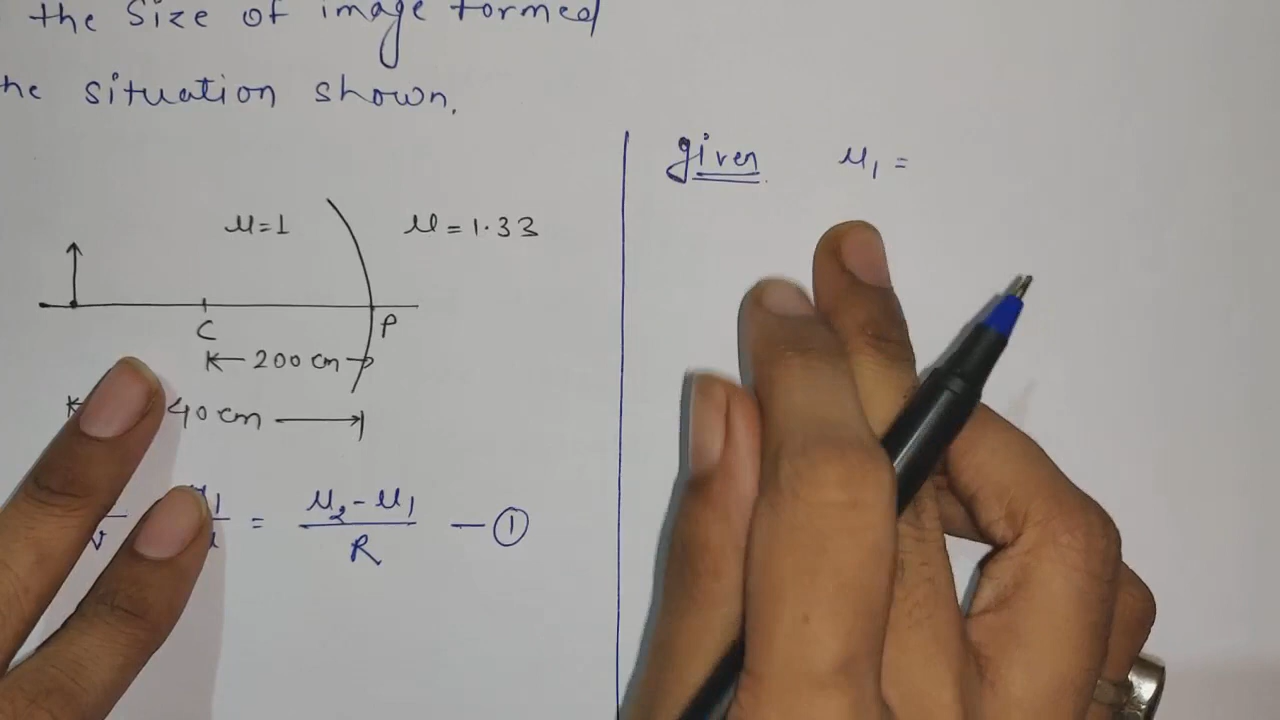 the size of image formed
he situation shown.
given μ₁ =
μ=1 μ = 1.33
C P
200 cm
40 cm
v = μ₂ - μ₁ / R — ①